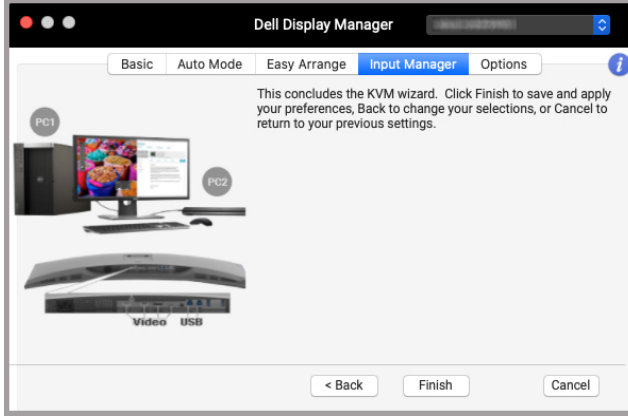 Dell Display Manager
Basic Auto Mode Easy Arrange Input Manager Options
This concludes the KVM wizard. Click Finish to save and apply
your preferences, Back to change your selections, or Cancel to
return to your previous settings.
PC1
PC2
Video USB
< Back Finish Cancel